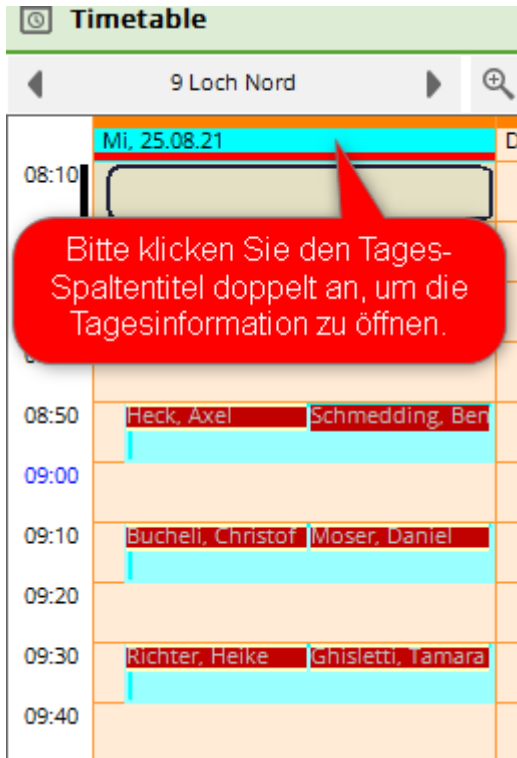 Timetable
9 Loch Nord
Mi, 25.08.21
D
08:10
Bitte klicken Sie den Tages-
Spaltentitel doppelt an, um die
Tagesinformation zu öffnen.
08:50 Heck, Axel Schmedding, Ben
09:00
09:10 Bucheli, Christof Moser, Daniel
09:20
09:30 Richter, Heike Ghisletti, Tamara
09:40